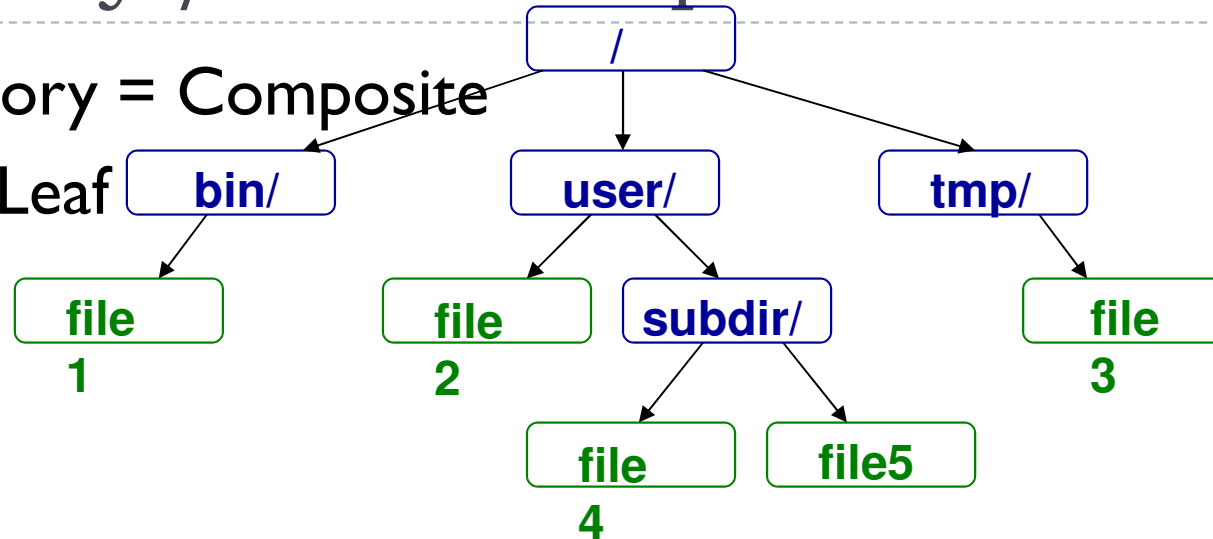 /
ory = Composite
Leaf
bin/
user/
tmp/
file
1
file
2
subdir/
file
3
file
4
file5